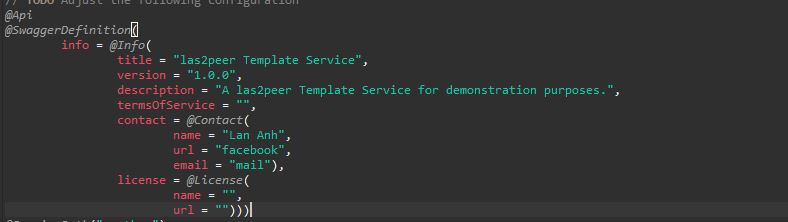 // TODO Adjust the following configuration
@Api
@SwaggerDefinition(
info = @Info(
title = "las2peer Template Service",
version = "1.0.0",
description = "A las2peer Template Service for demonstration purposes.",
termsOfService = "",
contact = @Contact(
name = "Lan Anh",
url = "facebook",
email = "mail"),
license = @License(
name = "",
url = "")))